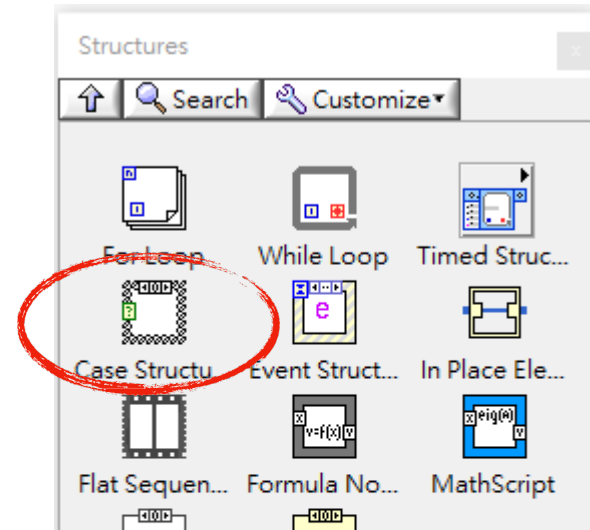 Structures
Search Customize
For Loop While Loop Timed Struc...
Case Structu... Event Struct... In Place Ele...
v=f(x) eig(A)
Flat Sequen... Formula No... MathScript